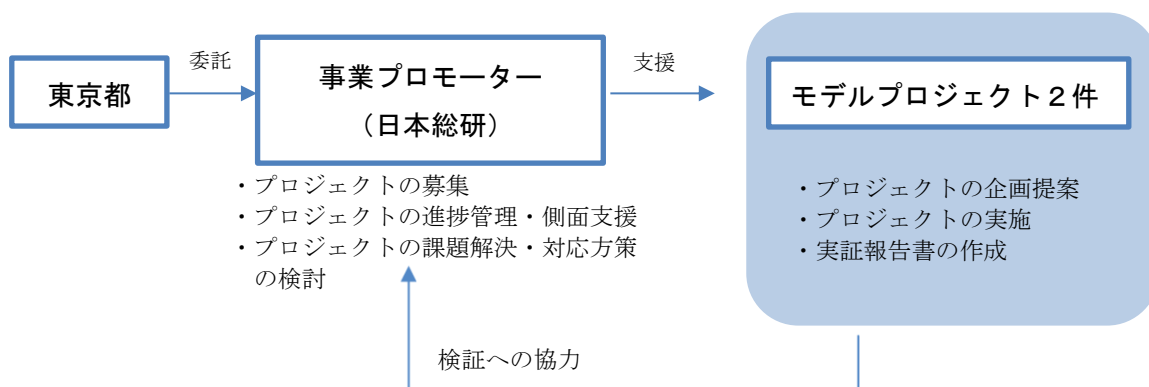 委託
東京都
事業プロモーター
（日本総研）
支援
モデルプロジェクト２件
・プロジェクトの募集
・プロジェクトの進捗管理・側面支援
・プロジェクトの課題解決・対応方策
の検討
・プロジェクトの企画提案
・プロジェクトの実施
・実証報告書の作成
検証への協力